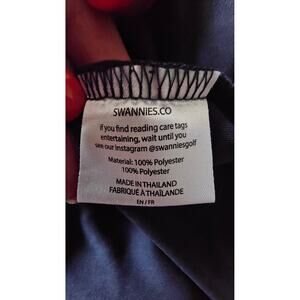 SWANNIES.CO
if you find reading care tags
entertaining, wait until you
see our instagram @swanniesgolf
Material: 100% Polyester
100% Polyester
MADE IN THAILAND
FABRIQUÉ À THAÏLANDE
EN / FR